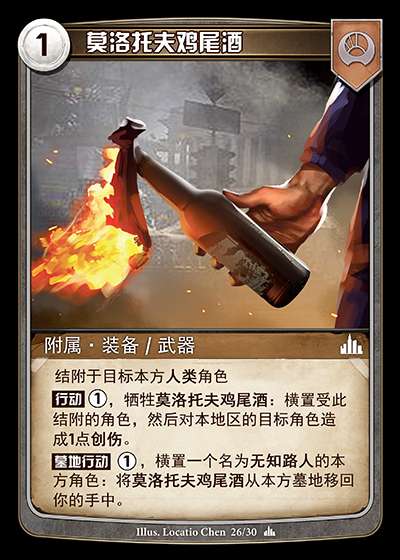 1 莫洛托夫鸡尾酒
附属·装备 / 武器
结附于目标本方人类角色
行动 1，牺牲莫洛托夫鸡尾酒：横置受此
结附的角色，然后对本地区的目标角色造
成1点创伤。
墓地行动 1，横置一个名为无知路人的本
方角色：将莫洛托夫鸡尾酒从本方墓地移回
你的手中。
Illus. Locatio Chen 26/30